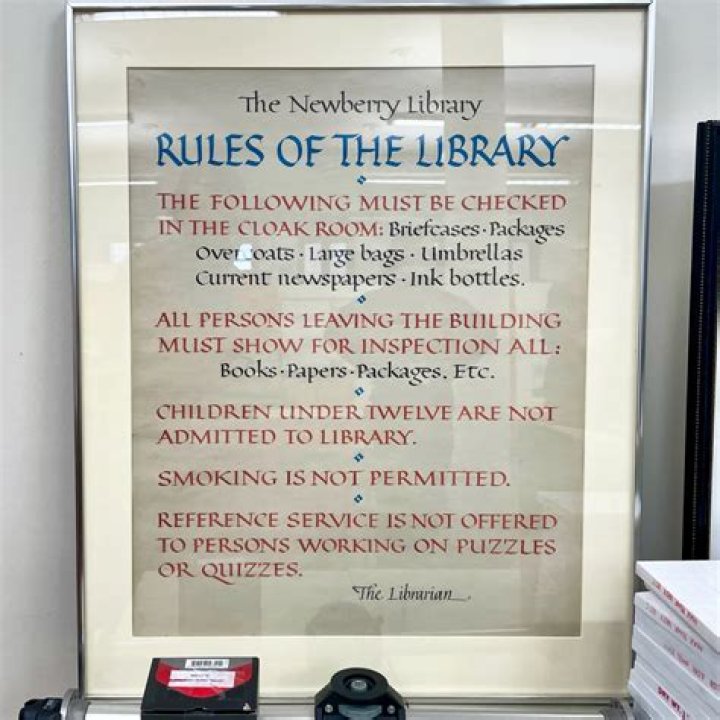 The Newberry Library
RULES OF THE LIBRARY
THE FOLLOWING MUST BE CHECKED
IN THE CLOAK ROOM: Briefcases · Packages
Overcoats · Large bags · Umbrellas
Current newspapers · Ink bottles.
ALL PERSONS LEAVING THE BUILDING
MUST SHOW FOR INSPECTION ALL:
Books · Papers · Packages, Etc.
CHILDREN UNDER TWELVE ARE NOT
ADMITTED TO LIBRARY.
SMOKING IS NOT PERMITTED.
REFERENCE SERVICE IS NOT OFFERED
TO PERSONS WORKING ON PUZZLES
OR QUIZZES.
The Librarian